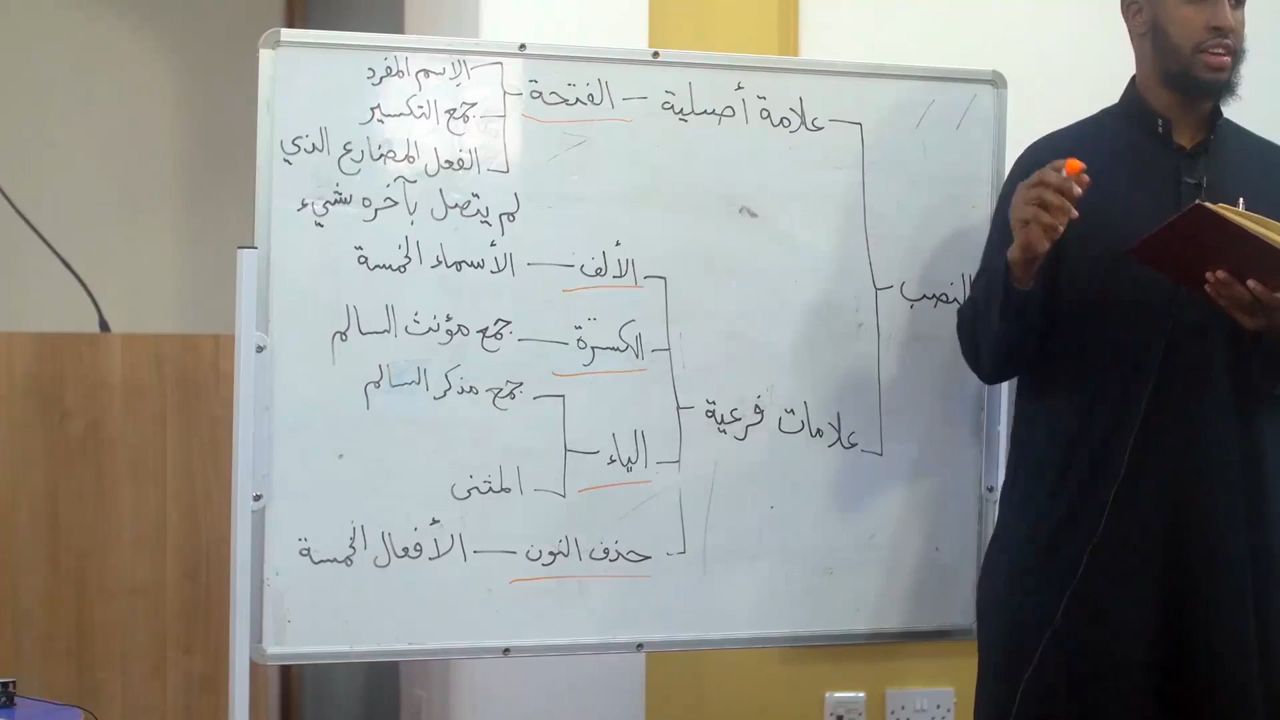 النصب
علامة أصلية – الفتحة
الاسم المفرد
جمع التكسير
الفعل المضارع الذي
لم يتصل بآخره شيء
علامات فرعية
الألف – الأسماء الخمسة
الكسرة – جمع مؤنث السالم
الياء
جمع مذكر السالم
المثنى
حذف النون – الأفعال الخمسة